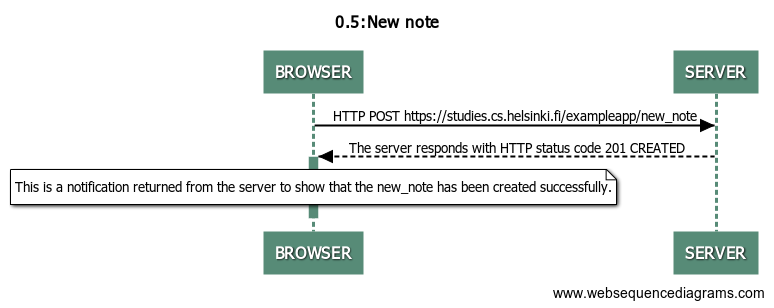 0.5:New note
BROWSER
SERVER
HTTP POST https://studies.cs.helsinki.fi/exampleapp/new_note
The server responds with HTTP status code 201 CREATED
This is a notification returned from the server to show that the new_note has been created successfully.
BROWSER
SERVER
www.websequencediagrams.com